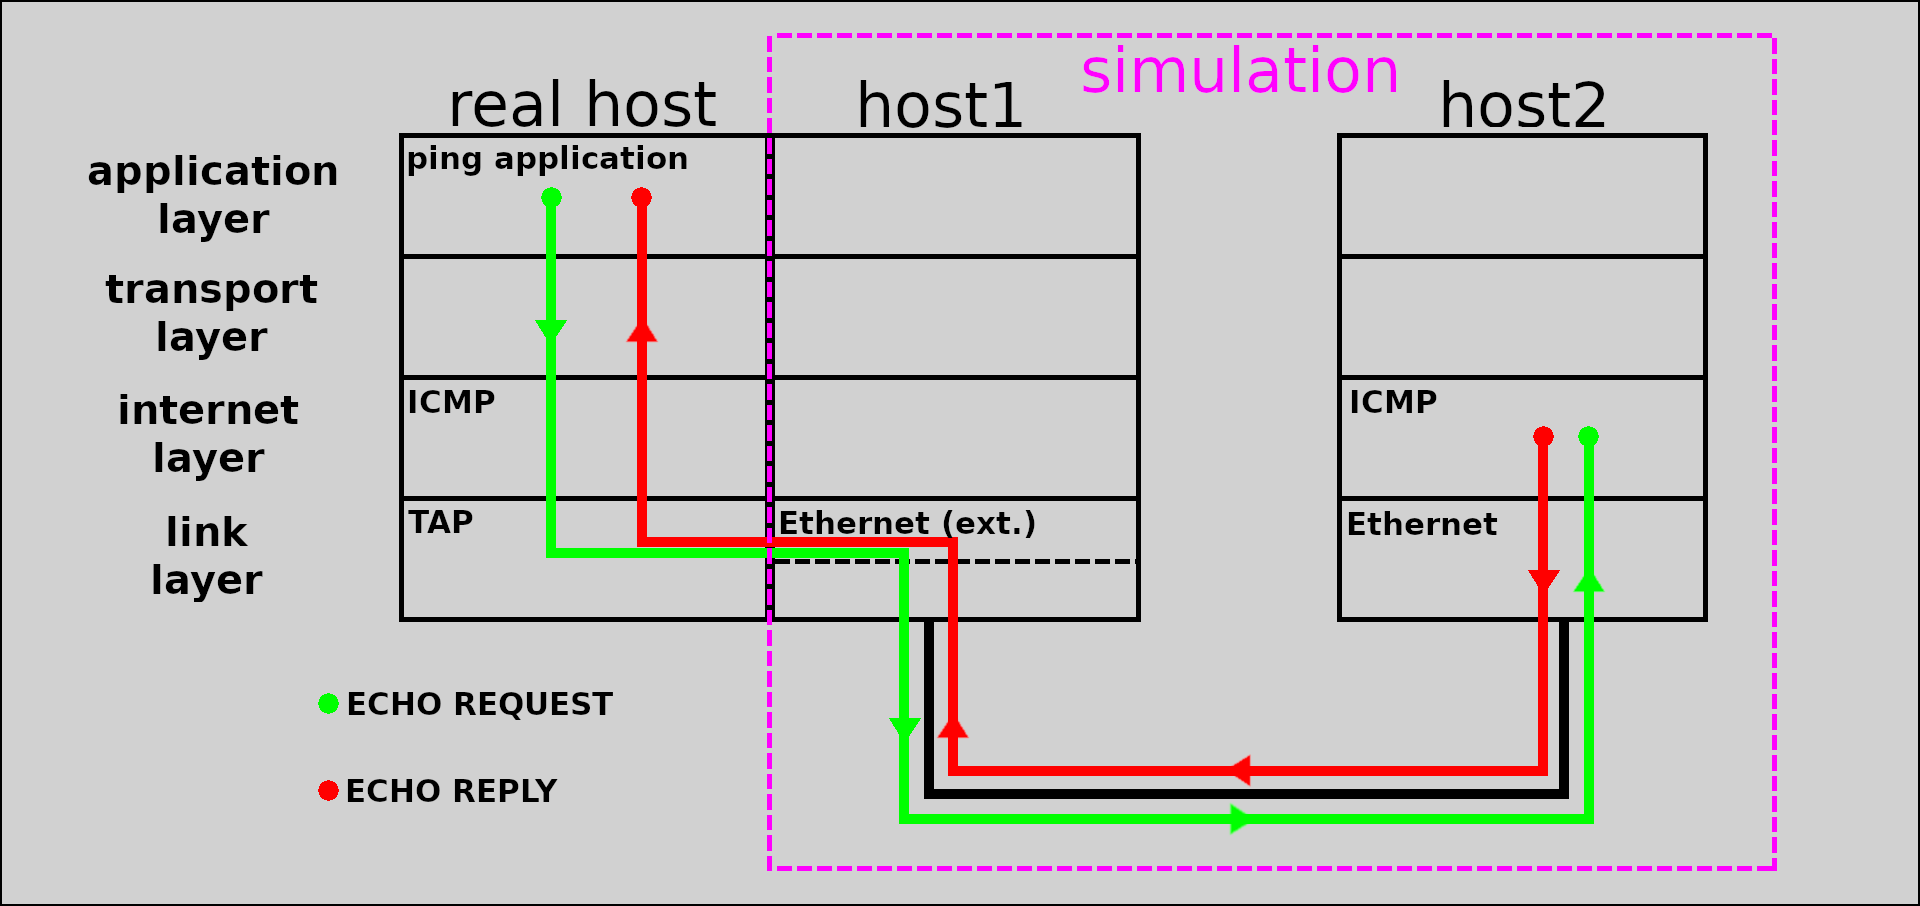 simulation
real host
host1
host2
application
layer
ping application
transport
layer
internet
layer
ICMP
ICMP
link
layer
TAP
Ethernet (ext.)
Ethernet
ECHO REQUEST
ECHO REPLY